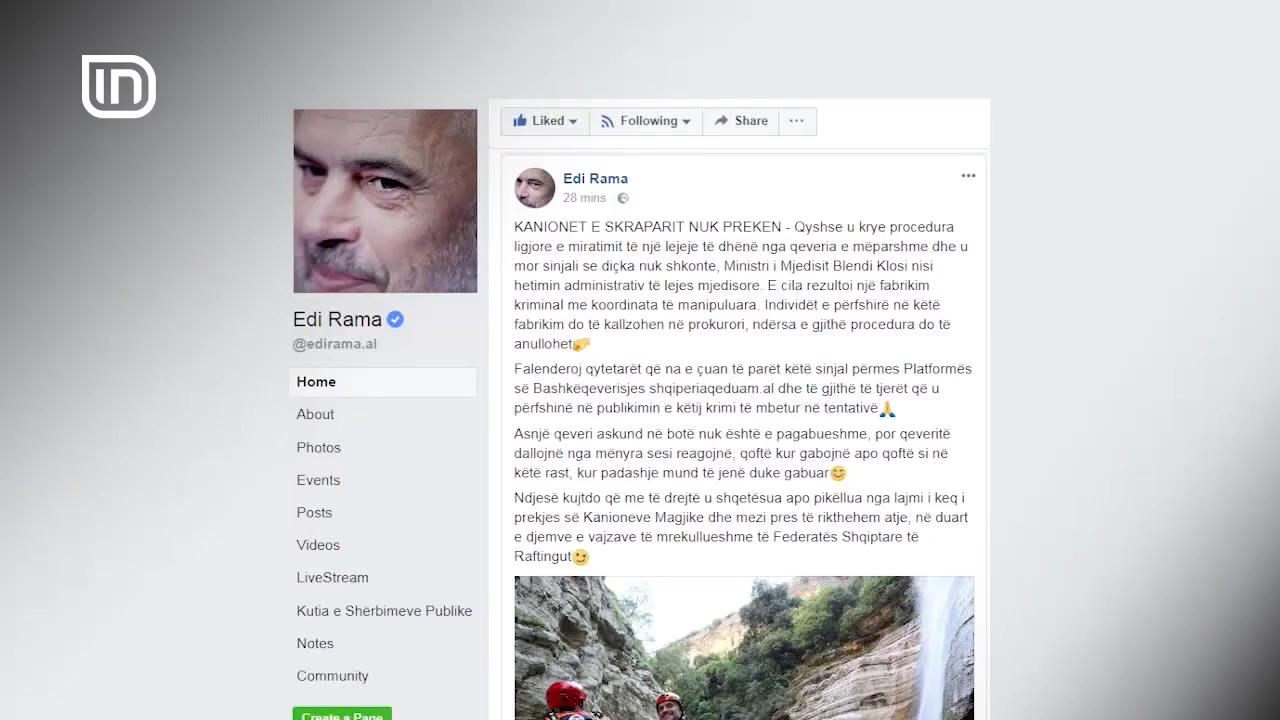 IN
Liked
Following
Share
Edi Rama
28 mins
KANIONET E SKRAPARIT NUK PREKEN - Qyshse u krye procedura
ligjore e miratimit të një lejeje të dhënë nga qeveria e mëparshme dhe u
mor sinjali se diçka nuk shkonte, Ministri i Mjedisit Blendi Klosi nisi
hetimin administrativ të lejes mjedisore. E cila rezultoi një fabrikim
kriminal me koordinata të manipuluara. Individët e përfshirë në këtë
fabrikim do të kallzohen në prokurori, ndërsa e gjithë procedura do të
anullohet
Falenderoj qytetarët që na e çuan të parët këtë sinjal përmes Platformës
së Bashkëqeverisjes shqiperiaqeduam.al dhe të gjithë të tjerët që u
përfshinë në publikimin e këtij krimi të mbetur në tentativë
Asnjë qeveri askund në botë nuk është e pagabueshme, por qeveritë
dallojnë nga mënyra sesi reagojnë, qoftë kur gabojnë apo qoftë si në
këtë rast, kur padashje mund të jenë duke gabuar
Ndjesë kujtdo që me të drejtë u shqetësua apo pikëllua nga lajmi i keq i
prekjes së Kanioneve Magjike dhe mezi pres të rikthehem atje, në duart
e djemve e vajzave të mrekullueshme të Federatës Shqiptare të
Raftingut
Edi Rama
@edirama.al
Home
About
Photos
Events
Posts
Videos
LiveStream
Kutia e Shërbimeve Publike
Notes
Community
Create a Page